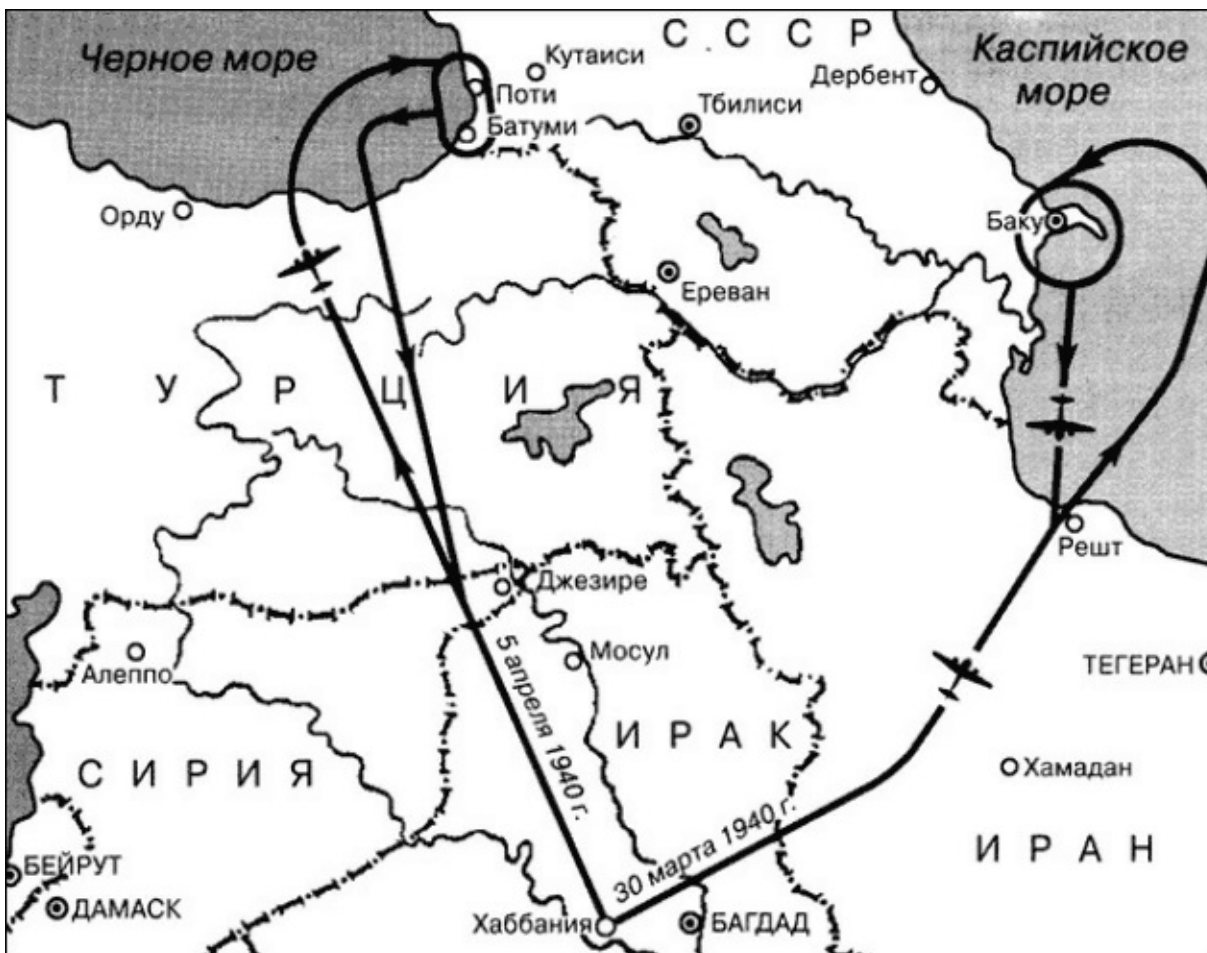 С С С Р
Черное море
Каспийское
море
Кутаиси
Дербент
Поти
Тбилиси
Батуми
Орду
Баку
Ереван
Т У Р Ц И Я
Решт
Джезире
Мосул
Алеппо
ТЕГЕРАН
5 апреля 1940 г.
И Р А К
С И Р И Я
Хамадан
30 марта 1940 г.
И Р А Н
БЕЙРУТ
ДАМАСК
Хаббания
БАГДАД